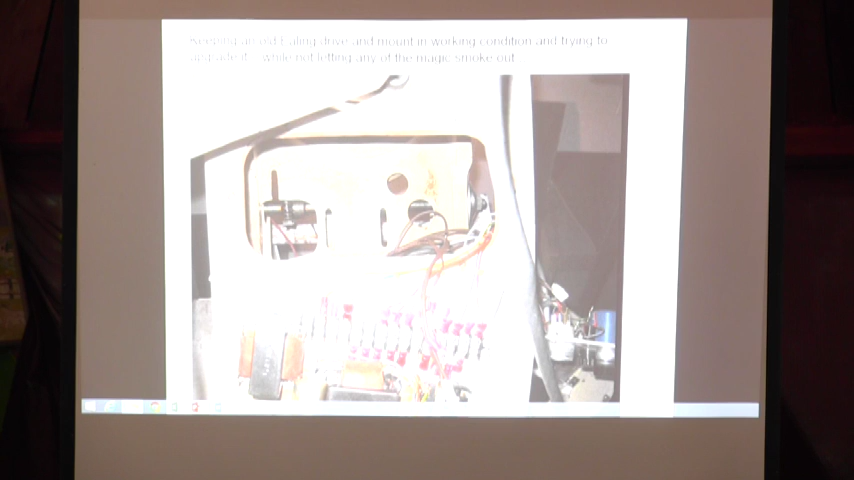 Keeping an old Ealing drive and mount in working condition and trying to
upgrade it... while not letting any of the magic smoke out